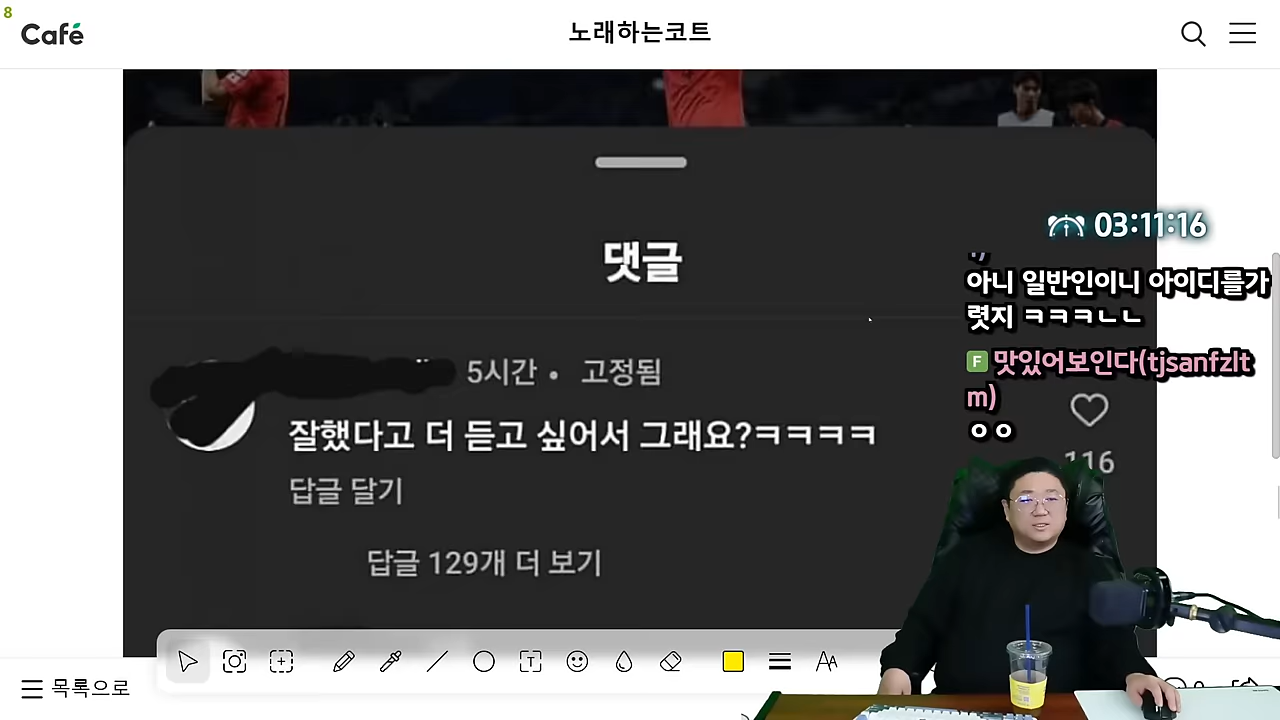 8
Café
노래하는코트
03:11:16
댓글
아니 일반인이니 아이디를가
렷지 ㅋㅋㅋㄴㄴ
F 맛있어보인다(tjsanfzlt
m)
ㅇㅇ
5시간 • 고정됨
잘했다고 더 듣고 싶어서 그래요?ㅋㅋㅋㅋ
116
답글 달기
답글 129개 더 보기
T
AA
목록으로